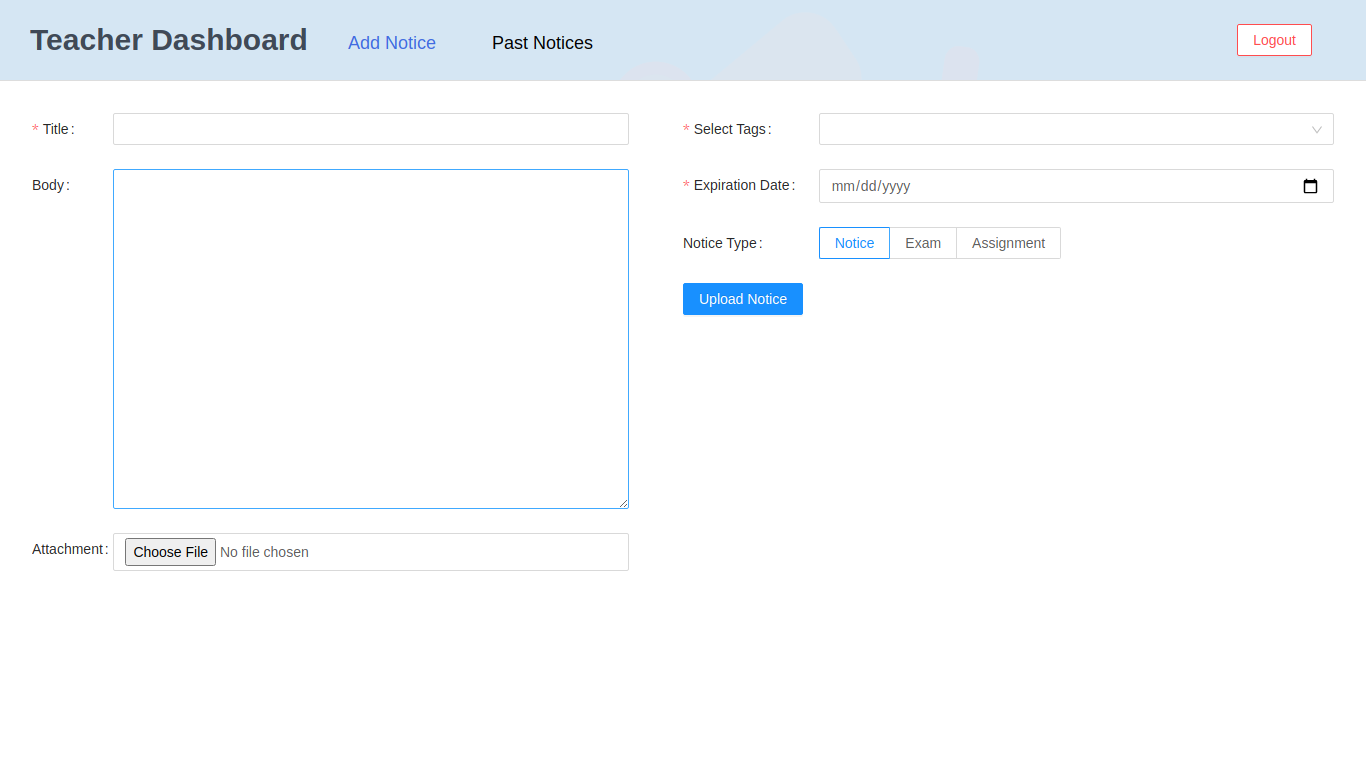 Teacher Dashboard Add Notice Past Notices Logout
* Title:
Body:
Attachment: Choose File No file chosen
* Select Tags:
* Expiration Date: mm/dd/yyyy
Notice Type: Notice Exam Assignment
Upload Notice